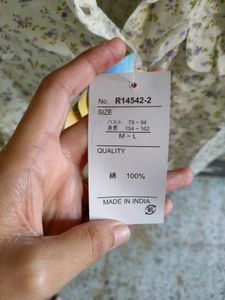 No. R14542-2
SIZE
バスト 79～94
身長 154～162
M－L
QUALITY
綿 100%
MADE IN INDIA
紙